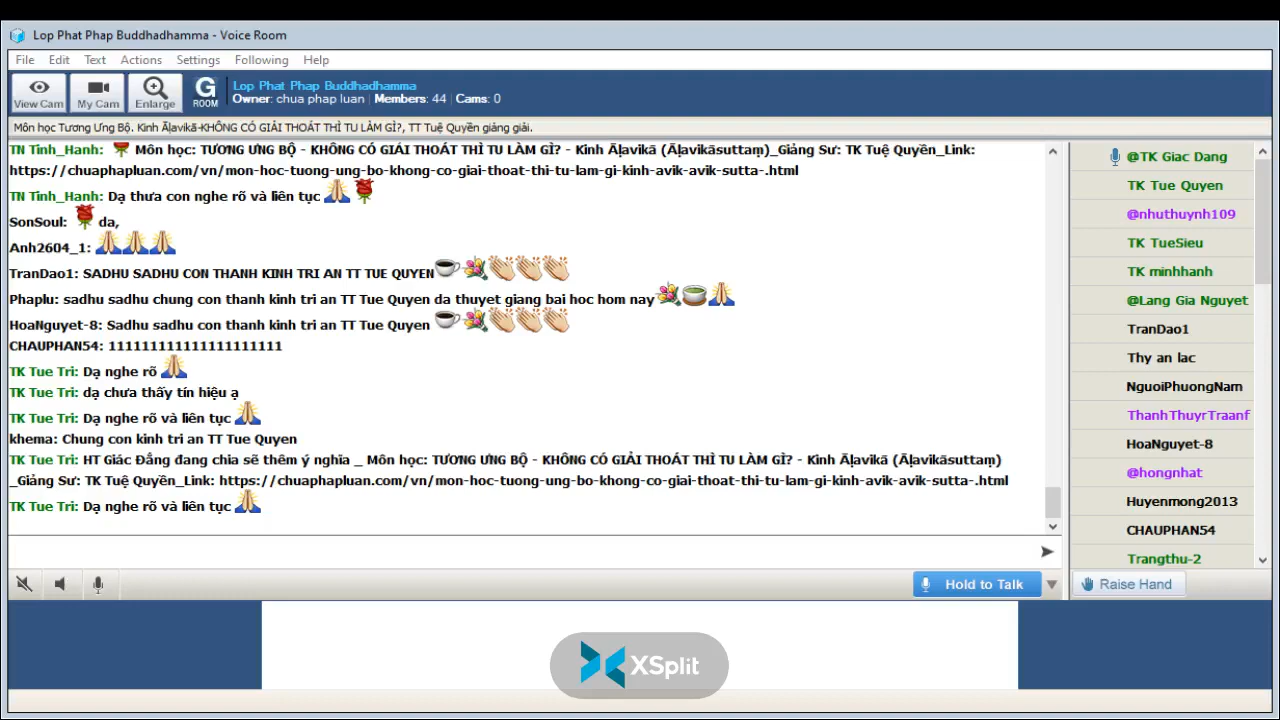 Lop Phat Phap Buddhadhamma - Voice Room
File Edit Text Actions Settings Following Help
View Cam My Cam Enlarge G ROOM
Lop Phat Phap Buddhadhamma
Owner: chua phap luan | Members: 44 | Cams: 0
Môn học Tương Ưng Bộ. Kinh Āḷavikā-KHÔNG CÓ GIẢI THOÁT THÌ TU LÀM GÌ?, TT Tuệ Quyền giảng giải.
TN Tinh_Hanh: Môn học: TƯƠNG ƯNG BỘ - KHÔNG CÓ GIẢI THOÁT THÌ TU LÀM GÌ? - Kinh Āḷavikā (Āḷavikāsuttaṃ)_Giảng Sư: TK Tuệ Quyền_Link:
https://chuaphapluan.com/vn/mon-hoc-tuong-ung-bo-khong-co-giai-thoat-thi-tu-lam-gi-kinh-avik-avik-sutta-.html
TN Tinh_Hanh: Dạ thưa con nghe rõ và liên tục
SonSoul: da,
Anh2604_1:
TranDao1: SADHU SADHU CON THANH KINH TRI AN TT TUE QUYEN
Phaplu: sadhu sadhu chung con thanh kinh tri an TT Tue Quyen da thuyet giang bai hoc hom nay
HoaNguyet-8: Sadhu sadhu con thanh kinh tri an TT Tue Quyen
CHAUPHAN54: 111111111111111111111
TK Tue Tri: Dạ nghe rõ
TK Tue Tri: dạ chưa thấy tín hiệu ạ
TK Tue Tri: Dạ nghe rõ và liên tục
khema: Chung con kinh tri an TT Tue Quyen
TK Tue Tri: HT Giác Đẳng đang chia sẽ thêm ý nghĩa _ Môn học: TƯƠNG ƯNG BỘ - KHÔNG CÓ GIẢI THOÁT THÌ TU LÀM GÌ? - Kinh Āḷavikā (Āḷavikāsuttaṃ)
_Giảng Sư: TK Tuệ Quyền_Link: https://chuaphapluan.com/vn/mon-hoc-tuong-ung-bo-khong-co-giai-thoat-thi-tu-lam-gi-kinh-avik-avik-sutta-.html
TK Tue Tri: Dạ nghe rõ và liên tục
@TK Giac Dang
TK Tue Quyen
@nhuthuynh109
TK TueSieu
TK minhhanh
@Lang Gia Nguyet
TranDao1
Thy an lac
NguoiPhuongNam
ThanhThuyrTraanf
HoaNguyet-8
@hongnhat
Huyenmong2013
CHAUPHAN54
Trangthu-2
Hold to Talk
Raise Hand
XSplit